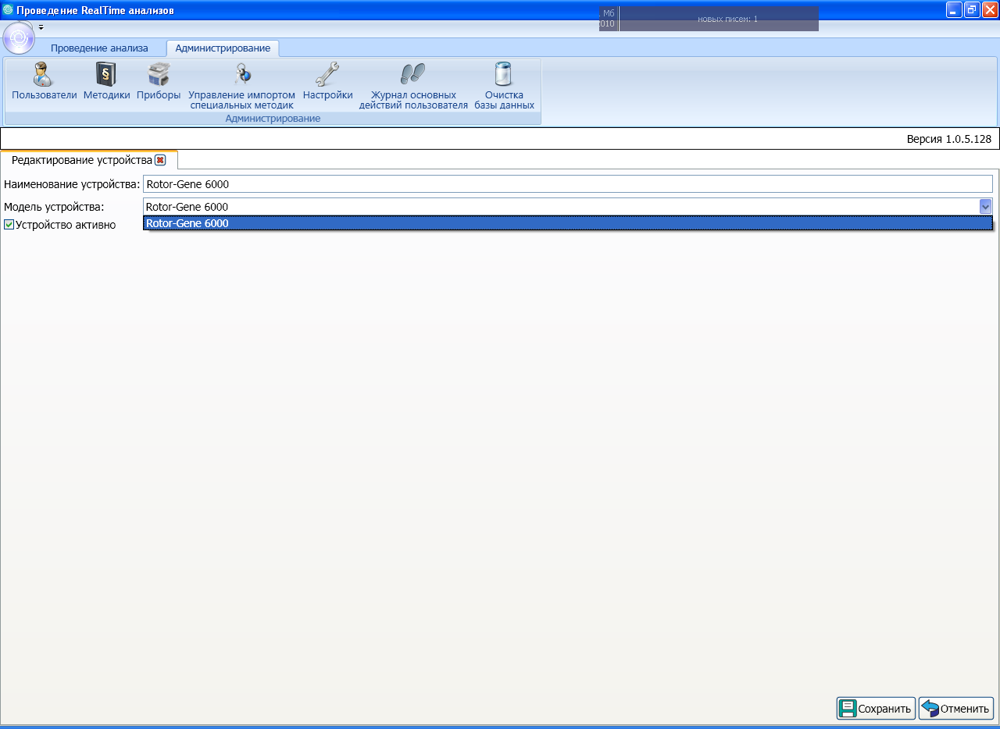 Проведение RealTime анализов
М6
010
новых писем: 1
Проведение анализа
Администрирование
Пользователи
Методики
Приборы
Управление импортом
специальных методик
Настройки
Журнал основных
действий пользователя
Очистка
базы данных
Администрирование
Версия 1.0.5.128
Редактирование устройства
Наименование устройства: Rotor-Gene 6000
Модель устройства: Rotor-Gene 6000
Устройство активно
Rotor-Gene 6000
Сохранить
Отменить